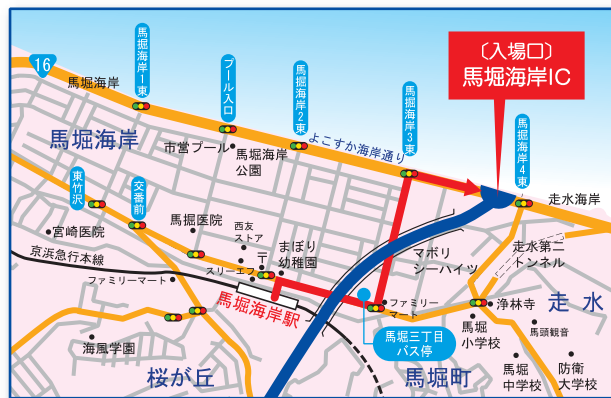 〔入場口〕
馬堀海岸IC
16
馬堀海岸
馬堀海岸1東
プール入口
馬堀海岸2東
馬堀海岸3東
馬堀海岸4東
よこすか海岸通り
走水海岸
馬堀海岸
市営プール
馬堀海岸
公園
東竹沢
交番前
宮崎医院
馬堀医院
西友
ストア
〒
まぼり
幼稚園
スリーエフ
京浜急行本線
ファミリーマート
馬堀海岸駅
マボリ
シーハイツ
走水第二
トンネル
ファミリー
マート
浄林寺
走水
馬堀三丁目
バス停
馬堀
小学校
馬頭観音
海風学園
桜が丘
馬堀町
馬堀
中学校
防衛
大学校